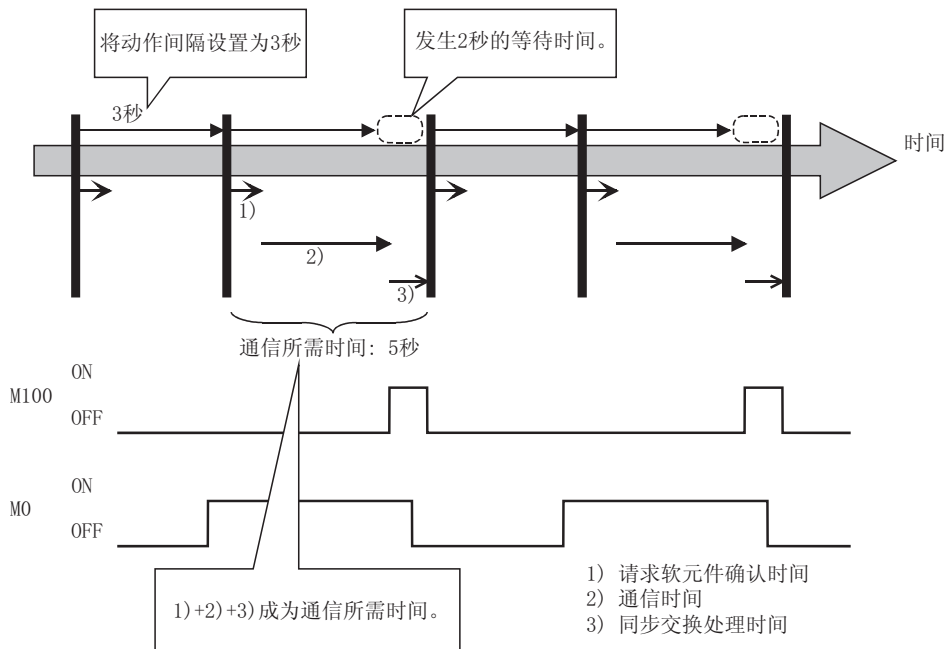 将动作间隔设置为3秒
发生2秒的等待时间。
3秒
时间
1)
2)
3)
通信所需时间: 5秒
M100
ON
OFF
M0
ON
OFF
1)+2)+3)成为通信所需时间。
1) 请求软元件确认时间
2) 通信时间
3) 同步交换处理时间